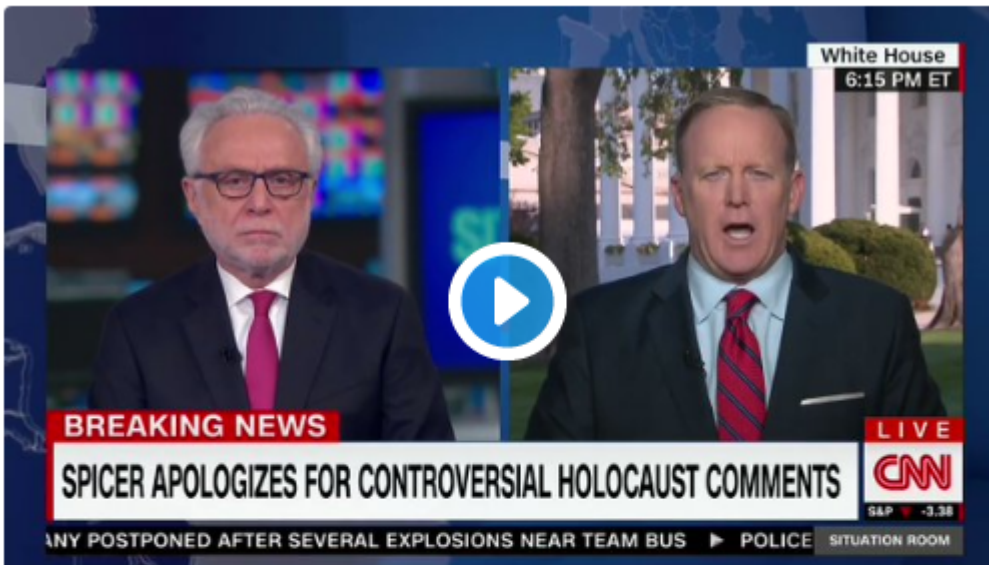 White House
6:15 PM ET
BREAKING NEWS
SPICER APOLOGIZES FOR CONTROVERSIAL HOLOCAUST COMMENTS
LIVE
CNN
S&P ▼ -3.38
ANY POSTPONED AFTER SEVERAL EXPLOSIONS NEAR TEAM BUS ► POLICE
SITUATION ROOM